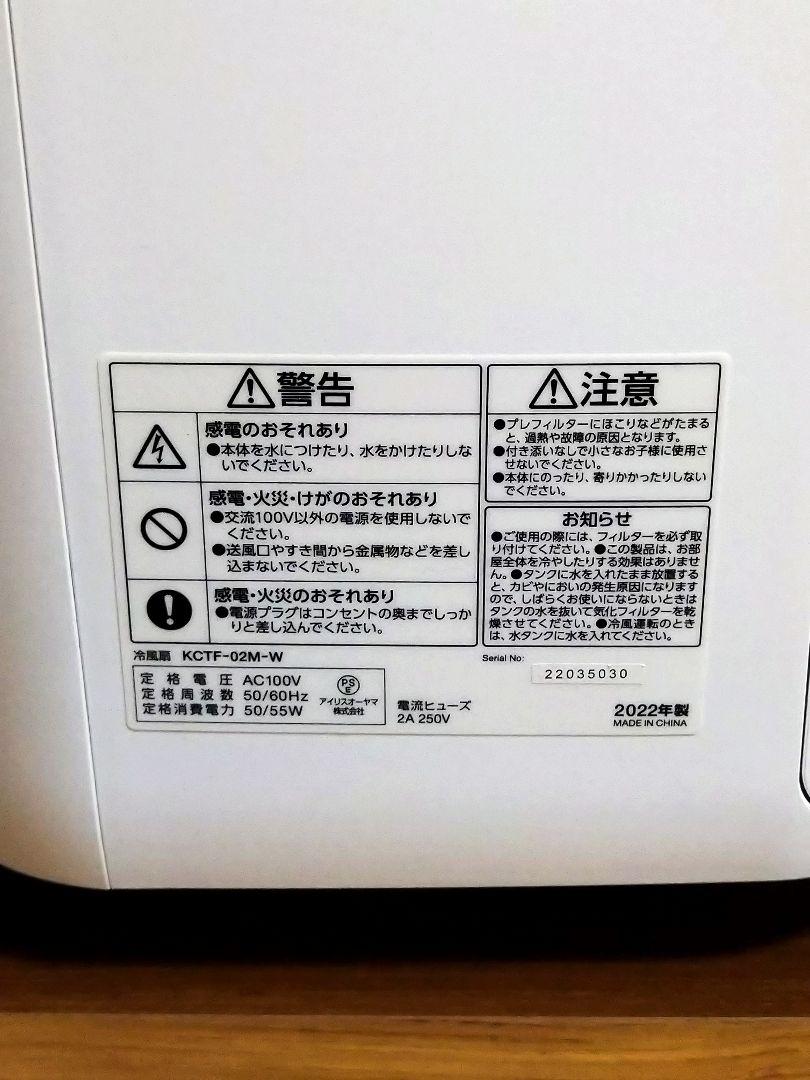 警告
感電のおそれあり
●本体を水につけたり、水をかけたりしな
いでください。
感電・火災・けがのおそれあり
●交流100V以外の電源を使用しないで
ください。
●送風口やすき間から金属物などを差し
込まないでください。
感電・火災のおそれあり
●電源プラグはコンセントの奥までしっか
りと差し込んでください。
注意
●プレフィルターにほこりなどがたまる
と、過熱や故障の原因となります。
●付き添いなしで小さなお子様に使用さ
せないでください。
●本体にのったり、寄りかかったりしない
でください。
お知らせ
●ご使用の際には、フィルターを必ず取
り付けてください。●この製品は、お部
屋全体を冷やしたりする効果はありませ
ん。●タンクに水を入れたまま放置する
と、カビやにおいの発生原因になります
ので、しばらくお使いにならないときは
タンクの水を抜いて気化フィルターを乾
燥させてください。●冷風運転のとき
は、水タンクに水を入れてください。
冷風扇 KCTF-02M-W
定格電圧 AC100V
定格周波数 50/60Hz
定格消費電力 50/55W
PS
E
アイリスオーヤマ
株式会社
電流ヒューズ
2A 250V
Serial No:
22035030
2022年製
MADE IN CHINA